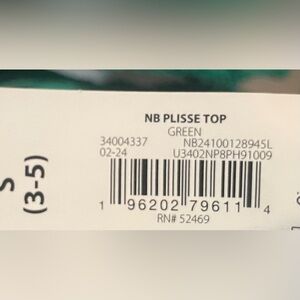 NB PLISSE TOP
GREEN
34004337 NB24100128945L
02-24 U3402NP8PH91009
1 96202 79611 4
RN# 52469
S
(3-5)